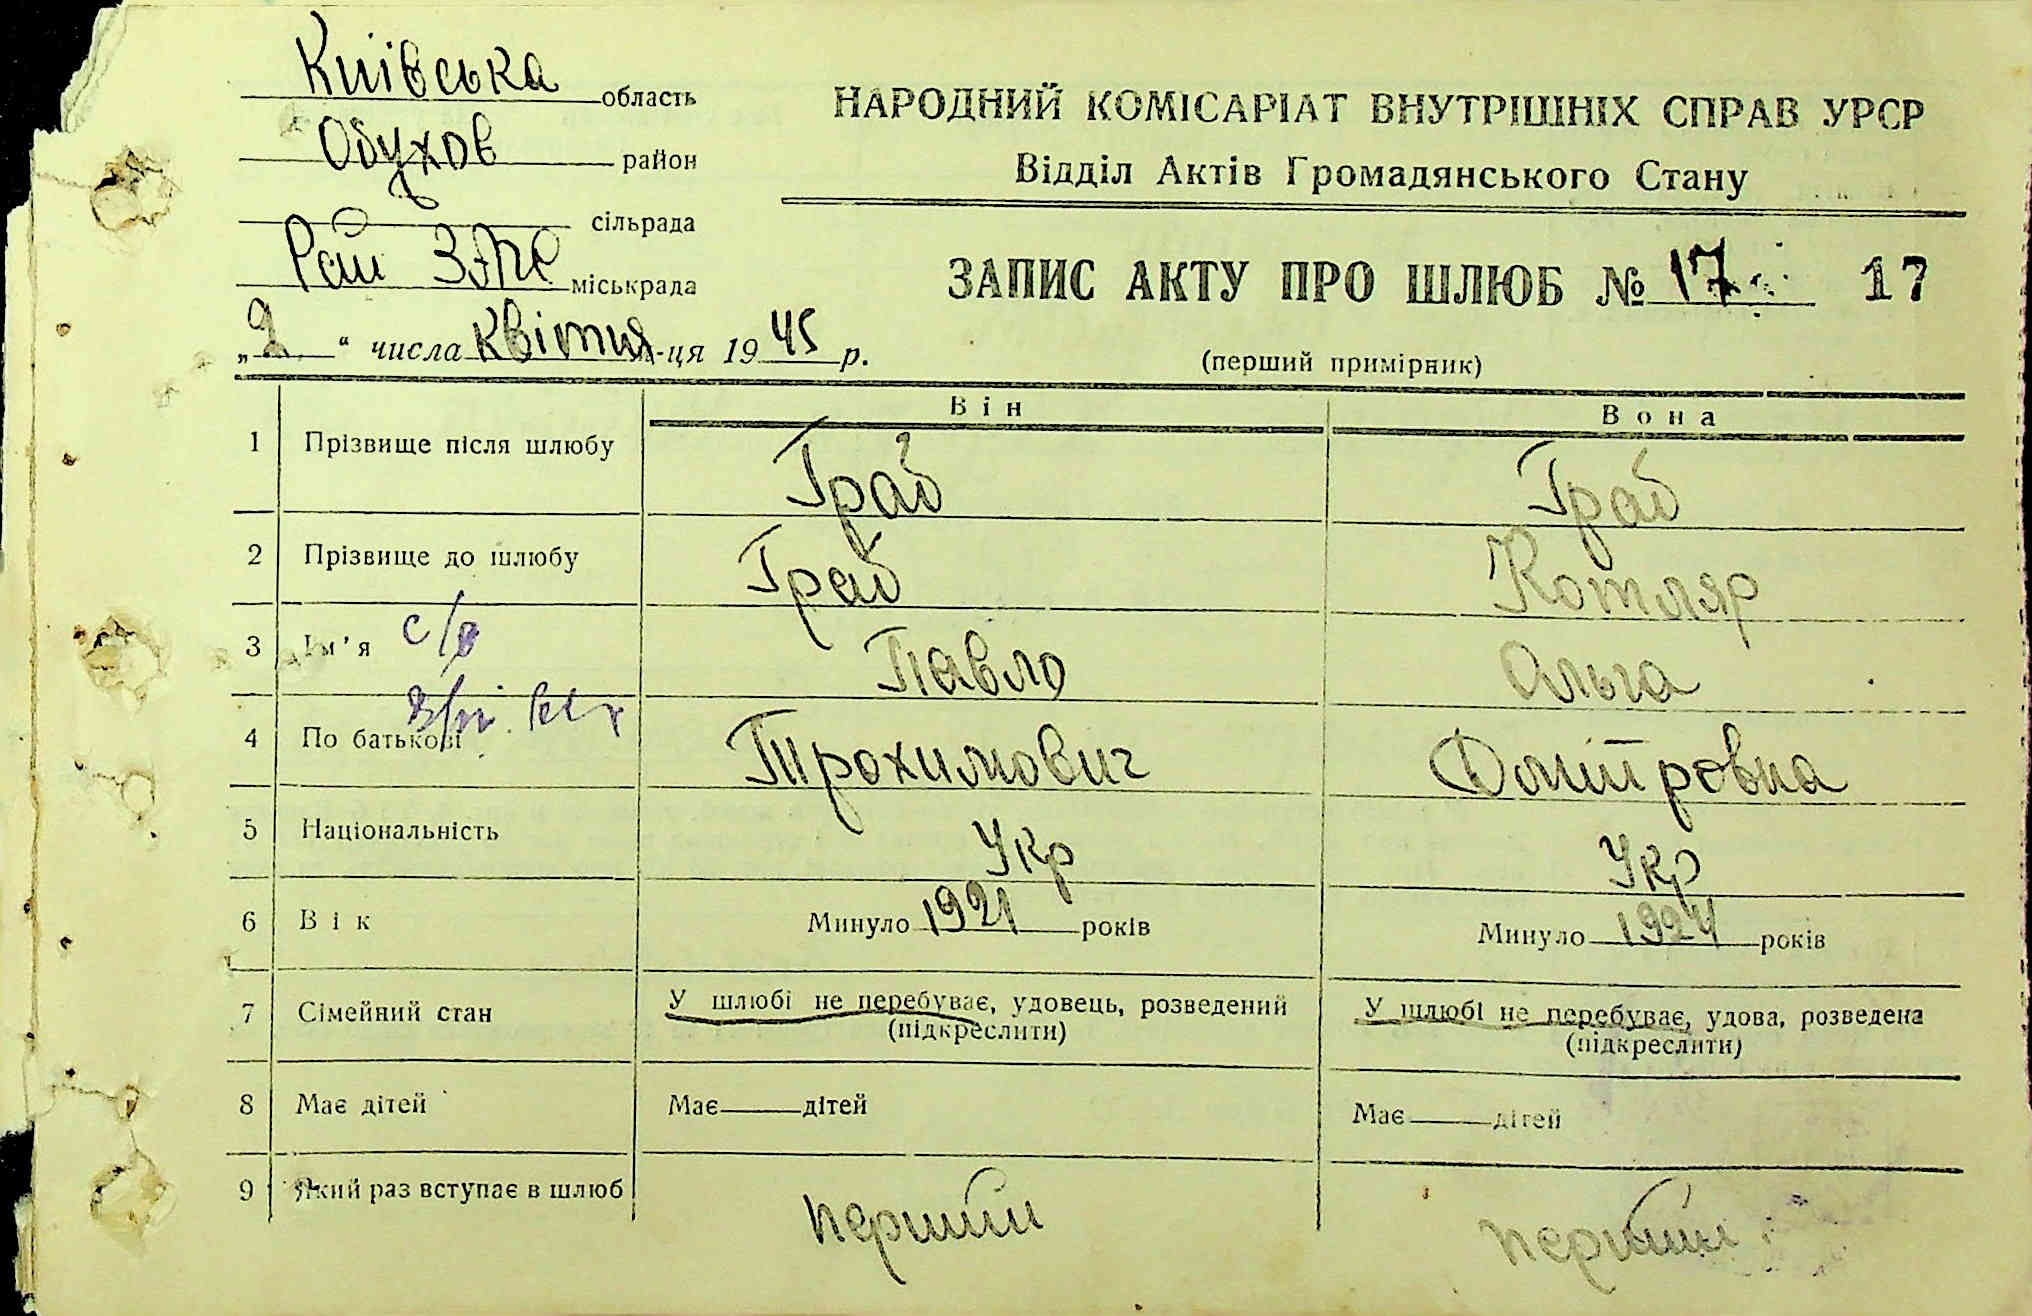 Київська область
Обухов район
сільрада
Рай ЗАГС міськрада
„9“ числа квітня м-ця 1945 р.
НАРОДНИЙ КОМІСАРІАТ ВНУТРІШНІХ СПРАВ УРСР
Відділ Актів Громадянського Стану
ЗАПИС АКТУ ПРО ШЛЮБ № 17 17
(перший примірник)
Він Вона
1 Прізвище після шлюбу Граб Граб
2 Прізвище до шлюбу Граб Котляр
3 Ім'я Павло Ольга
4 По батькові Трохимович Дмитровна
5 Національність Укр Укр
6 Вік Минуло 1921 років Минуло 1924 років
7 Сімейний стан У шлюбі не перебуває, удовець, розведений У шлюбі не перебуває, удова, розведена
(підкреслити) (підкреслити)
8 Має дітей Має дітей Має дітей
9 Який раз вступає в шлюб перший перший